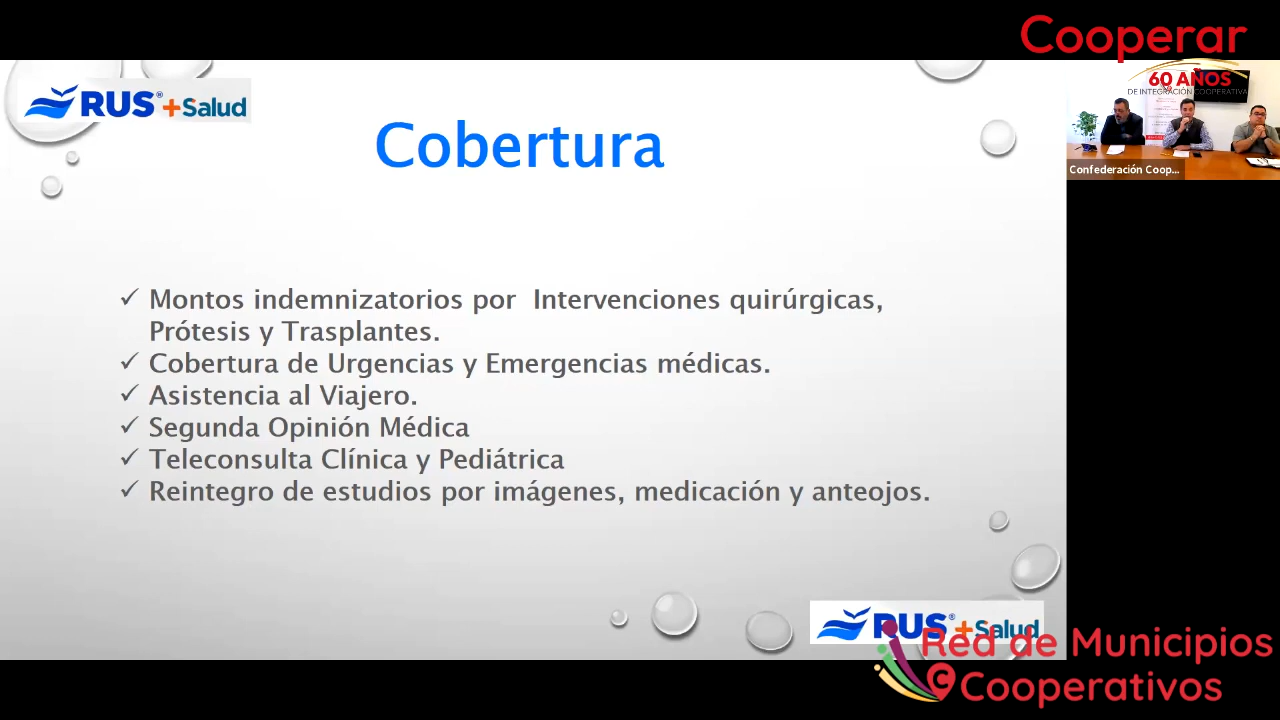 Cooperar
60 AÑOS
DE INTEGRACIÓN COOPERATIVA
RUS® +Salud
Cobertura
Confederación Coop...
✓ Montos indemnizatorios por Intervenciones quirúrgicas,
Prótesis y Trasplantes.
✓ Cobertura de Urgencias y Emergencias médicas.
✓ Asistencia al Viajero.
✓ Segunda Opinión Médica
✓ Teleconsulta Clínica y Pediátrica
✓ Reintegro de estudios por imágenes, medicación y anteojos.
RUS® +Salud
Red de Municipios
Cooperativos